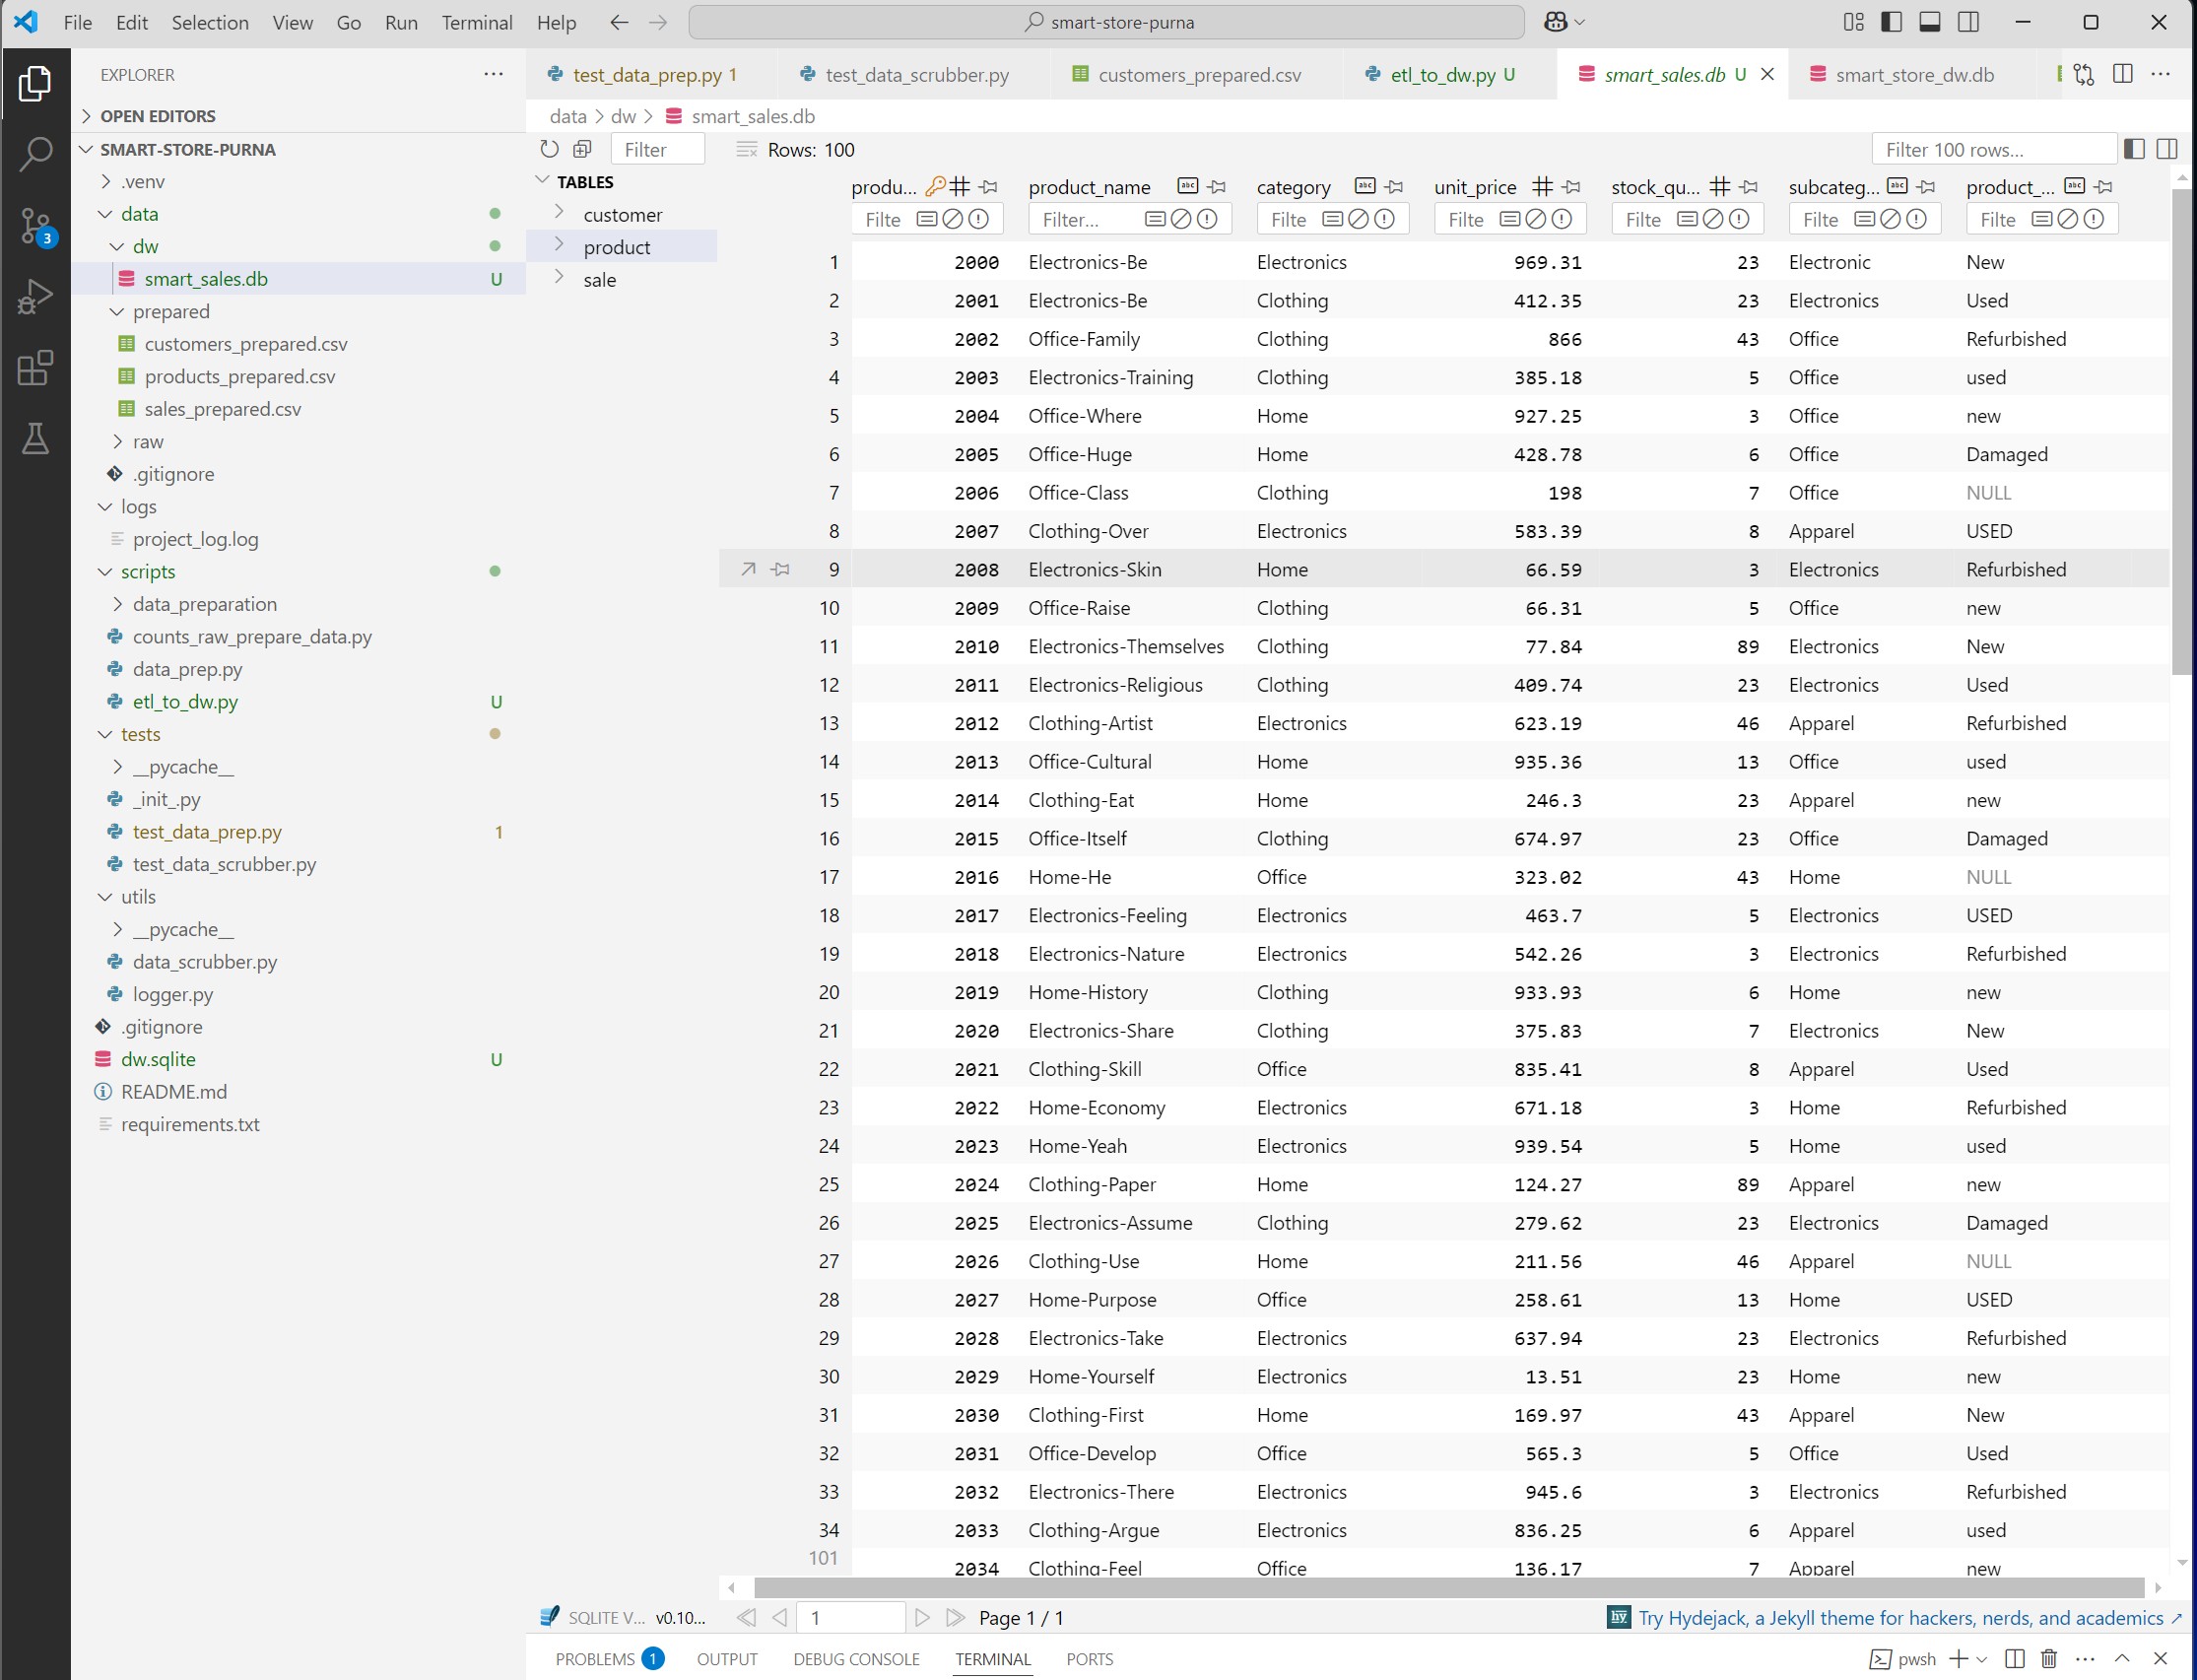 File Edit Selection View Go Run Terminal Help smart-store-purna
EXPLORER
OPEN EDITORS
SMART-STORE-PURNA
.venv
data
dw
smart_sales.db U
prepared
customers_prepared.csv
products_prepared.csv
sales_prepared.csv
raw
.gitignore
logs
project_log.log
scripts
data_preparation
counts_raw_prepare_data.py
data_prep.py
etl_to_dw.py U
tests
__pycache__
_init_.py
test_data_prep.py 1
test_data_scrubber.py
utils
__pycache__
data_scrubber.py
logger.py
.gitignore
dw.sqlite U
README.md
requirements.txt
3
test_data_prep.py 1 test_data_scrubber.py customers_prepared.csv etl_to_dw.py U smart_sales.db U smart_store_dw.db
data > dw > smart_sales.db
Filter Rows: 100 Filter 100 rows...
TABLES
customer
product
sale
produ... product_name category unit_price stock_qu... subcateg... product_...
Filte Filter... Filte Filte Filte Filte Filte
1 2000 Electronics-Be Electronics 969.31 23 Electronic New
2 2001 Electronics-Be Clothing 412.35 23 Electronics Used
3 2002 Office-Family Clothing 866 43 Office Refurbished
4 2003 Electronics-Training Clothing 385.18 5 Office used
5 2004 Office-Where Home 927.25 3 Office new
6 2005 Office-Huge Home 428.78 6 Office Damaged
7 2006 Office-Class Clothing 198 7 Office NULL
8 2007 Clothing-Over Electronics 583.39 8 Apparel USED
9 2008 Electronics-Skin Home 66.59 3 Electronics Refurbished
10 2009 Office-Raise Clothing 66.31 5 Office new
11 2010 Electronics-Themselves Clothing 77.84 89 Electronics New
12 2011 Electronics-Religious Clothing 409.74 23 Electronics Used
13 2012 Clothing-Artist Electronics 623.19 46 Apparel Refurbished
14 2013 Office-Cultural Home 935.36 13 Office used
15 2014 Clothing-Eat Home 246.3 23 Apparel new
16 2015 Office-Itself Clothing 674.97 23 Office Damaged
17 2016 Home-He Office 323.02 43 Home NULL
18 2017 Electronics-Feeling Electronics 463.7 5 Electronics USED
19 2018 Electronics-Nature Electronics 542.26 3 Electronics Refurbished
20 2019 Home-History Clothing 933.93 6 Home new
21 2020 Electronics-Share Clothing 375.83 7 Electronics New
22 2021 Clothing-Skill Office 835.41 8 Apparel Used
23 2022 Home-Economy Electronics 671.18 3 Home Refurbished
24 2023 Home-Yeah Electronics 939.54 5 Home used
25 2024 Clothing-Paper Home 124.27 89 Apparel new
26 2025 Electronics-Assume Clothing 279.62 23 Electronics Damaged
27 2026 Clothing-Use Home 211.56 46 Apparel NULL
28 2027 Home-Purpose Office 258.61 13 Home USED
29 2028 Electronics-Take Electronics 637.94 23 Electronics Refurbished
30 2029 Home-Yourself Electronics 13.51 23 Home new
31 2030 Clothing-First Home 169.97 43 Apparel New
32 2031 Office-Develop Office 565.3 5 Office Used
33 2032 Electronics-There Electronics 945.6 3 Electronics Refurbished
34 2033 Clothing-Argue Electronics 836.25 6 Apparel used
101 2034 Clothing-Feel Office 136.17 7 Apparel new
SQLITE V... v0.10... 1 Page 1 / 1 hy Try Hydejack, a Jekyll theme for hackers, nerds, and academics
PROBLEMS 1 OUTPUT DEBUG CONSOLE TERMINAL PORTS pwsh